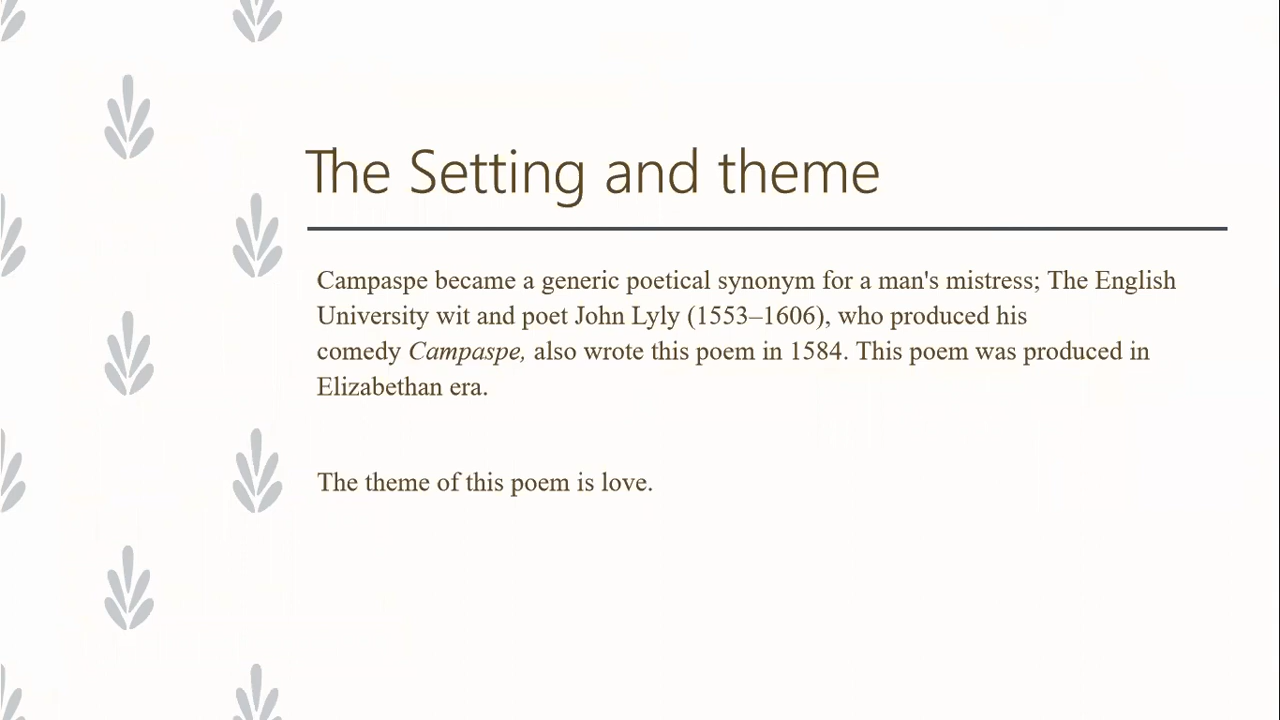 The Setting and theme
Campaspe became a generic poetical synonym for a man's mistress; The English
University wit and poet John Lyly (1553–1606), who produced his
comedy Campaspe, also wrote this poem in 1584. This poem was produced in
Elizabethan era.
The theme of this poem is love.